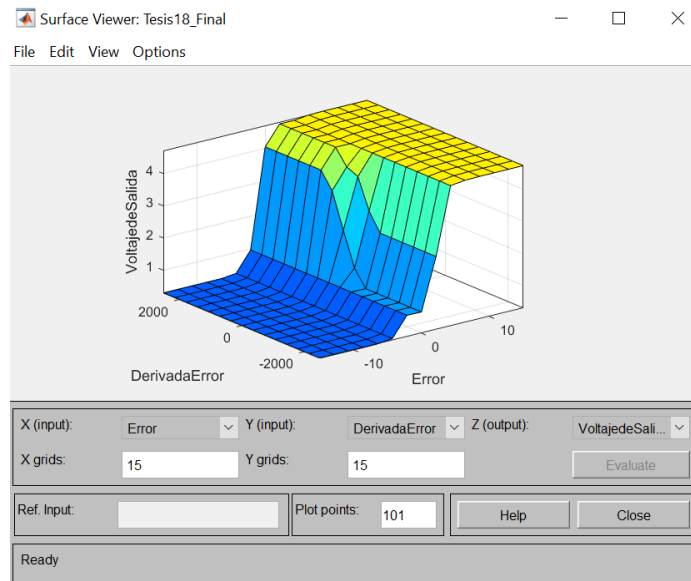 Surface Viewer: Tesis18_Final
File Edit View Options
4
3
2
1
VoltajedeSalida
2000
0
-2000
DerivadaError
-10
0
10
Error
X (input): Error Y (input): DerivadaError Z (output): VoltajedeSali...
X grids: 15 Y grids: 15 Evaluate
Ref. Input: Plot points: 101 Help Close
Ready